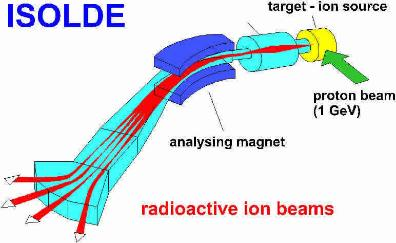 ISOLDE
target - ion source
proton beam
(1 GeV)
analysing magnet
radioactive ion beams